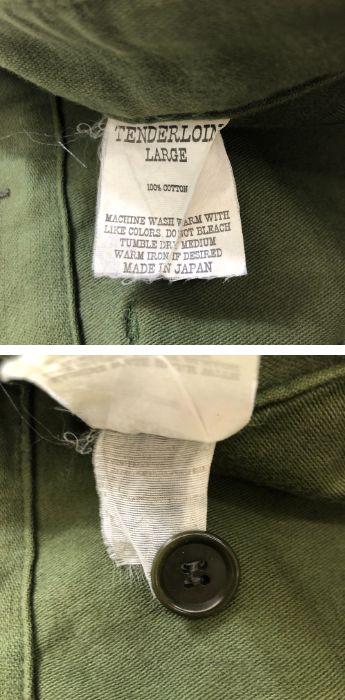 TENDERLOIN
LARGE
100% COTTON
MACHINE WASH WARM WITH
LIKE COLORS. DO NOT BLEACH
TUMBLE DRY MEDIUM
WARM IRON IF DESIRED
MADE IN JAPAN